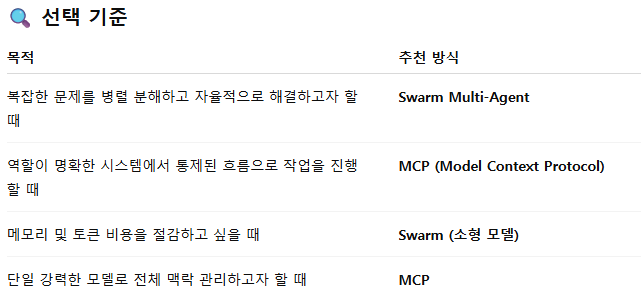 🔍 선택 기준
목적 추천 방식
복잡한 문제를 병렬 분해하고 자율적으로 해결하고자 할 Swarm Multi-Agent
때
역할이 명확한 시스템에서 통제된 흐름으로 작업을 진행 MCP (Model Context Protocol)
할 때
메모리 및 토큰 비용을 절감하고 싶을 때 Swarm (소형 모델)
단일 강력한 모델로 전체 맥락 관리하고자 할 때 MCP